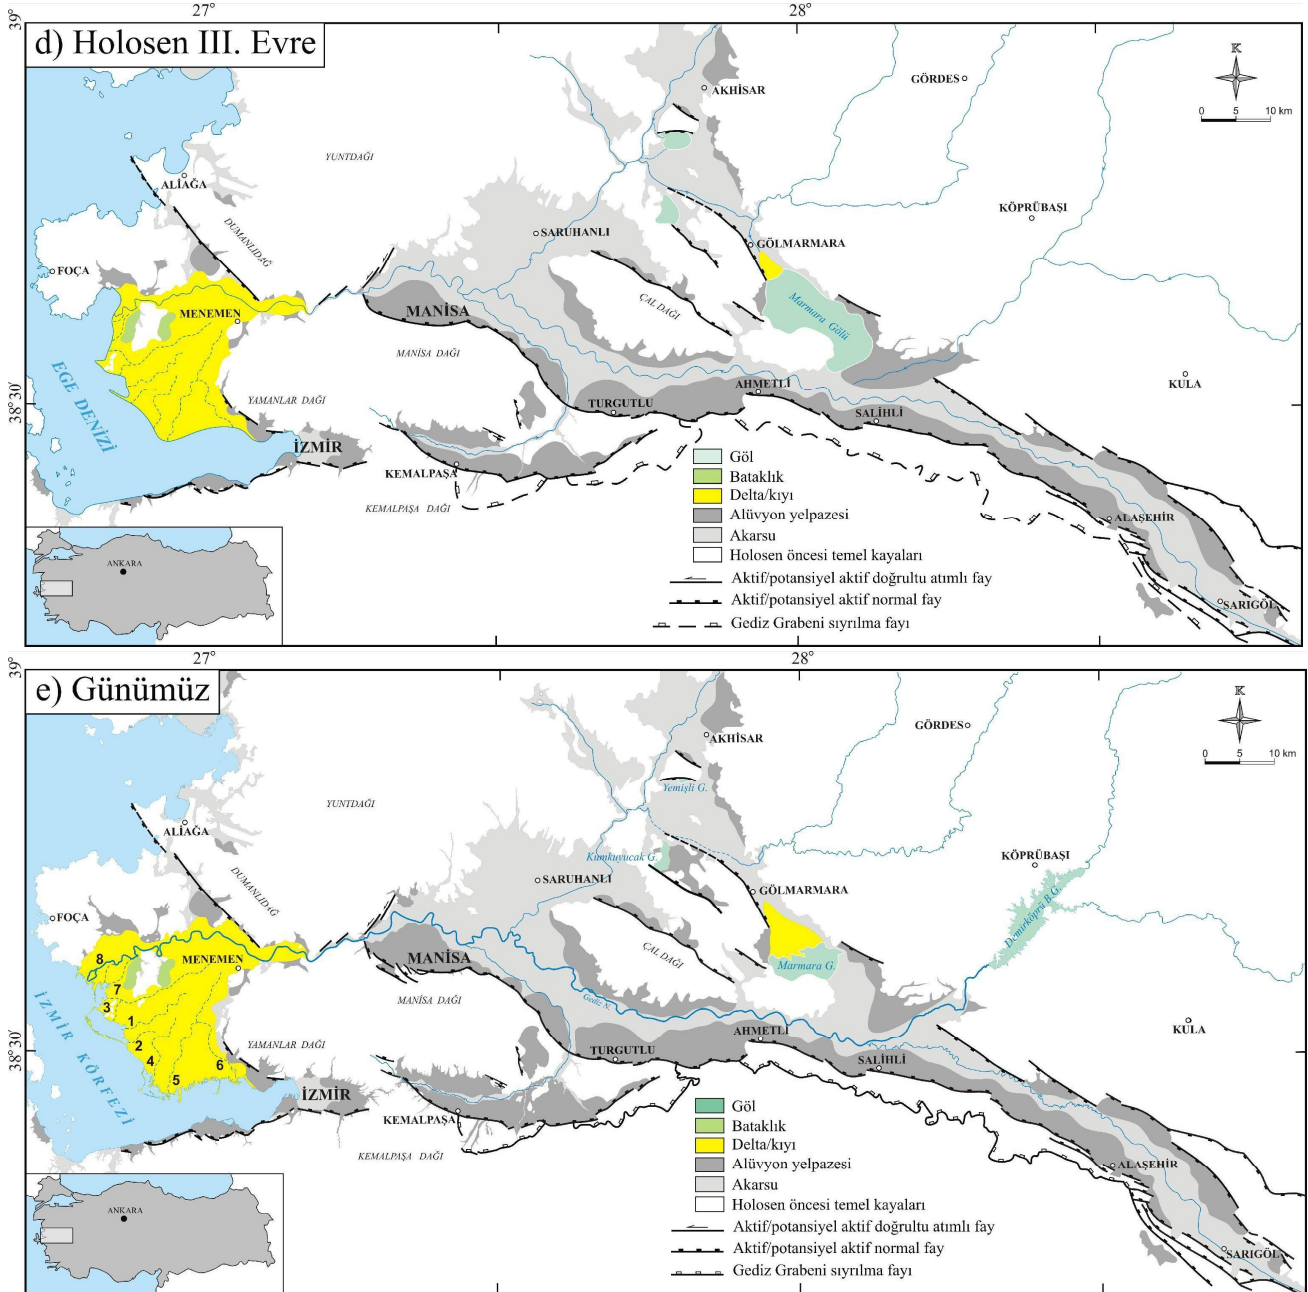 27°
28°
39°
d) Holosen III. Evre
K
0 5 10 km
AKHİSAR
GÖRDES
YUNTDAĞI
ALİAĞA
KÖPRÜBAŞI
DUMANLIDAĞ
SARUHANLI
GÖLMARMARA
FOÇA
MENEMEN
MANİSA
ÇAL DAĞI
Marmara Gölü
MANİSA DAĞI
EGE DENİZİ
KULA
AHMETLİ
38°30'
YAMANLAR DAĞI
TURGUTLU
SALİHLİ
İZMİR
KEMALPAŞA
KEMALPAŞA DAĞI
ALAŞEHİR
SARIGÖL
Göl
Bataklık
Delta/kıyı
Alüvyon yelpazesi
Akarsu
Holosen öncesi temel kayaları
Aktif/potansiyel aktif doğrultu atımlı fay
Aktif/potansiyel aktif normal fay
Gediz Grabeni sıyrılma fayı
ANKARA
27°
28°
39°
e) Günümüz
K
0 5 10 km
GÖRDES
AKHİSAR
Yemişli G.
YUNTDAĞI
ALİAĞA
Kumkuyucak G.
KÖPRÜBAŞI
DUMANLIDAĞ
SARUHANLI
GÖLMARMARA
FOÇA
Demirköprü B.G.
8
MENEMEN
MANİSA
ÇAL DAĞI
Marmara G.
7
MANİSA DAĞI
Gediz N.
3
1
İZMİR KÖRFEZİ
KULA
AHMETLİ
38°30'
2
YAMANLAR DAĞI
TURGUTLU
SALİHLİ
4
6
5
İZMİR
KEMALPAŞA
KEMALPAŞA DAĞI
ALAŞEHİR
SARIGÖL
Göl
Bataklık
Delta/kıyı
Alüvyon yelpazesi
Akarsu
Holosen öncesi temel kayaları
Aktif/potansiyel aktif doğrultu atımlı fay
Aktif/potansiyel aktif normal fay
Gediz Grabeni sıyrılma fayı
ANKARA